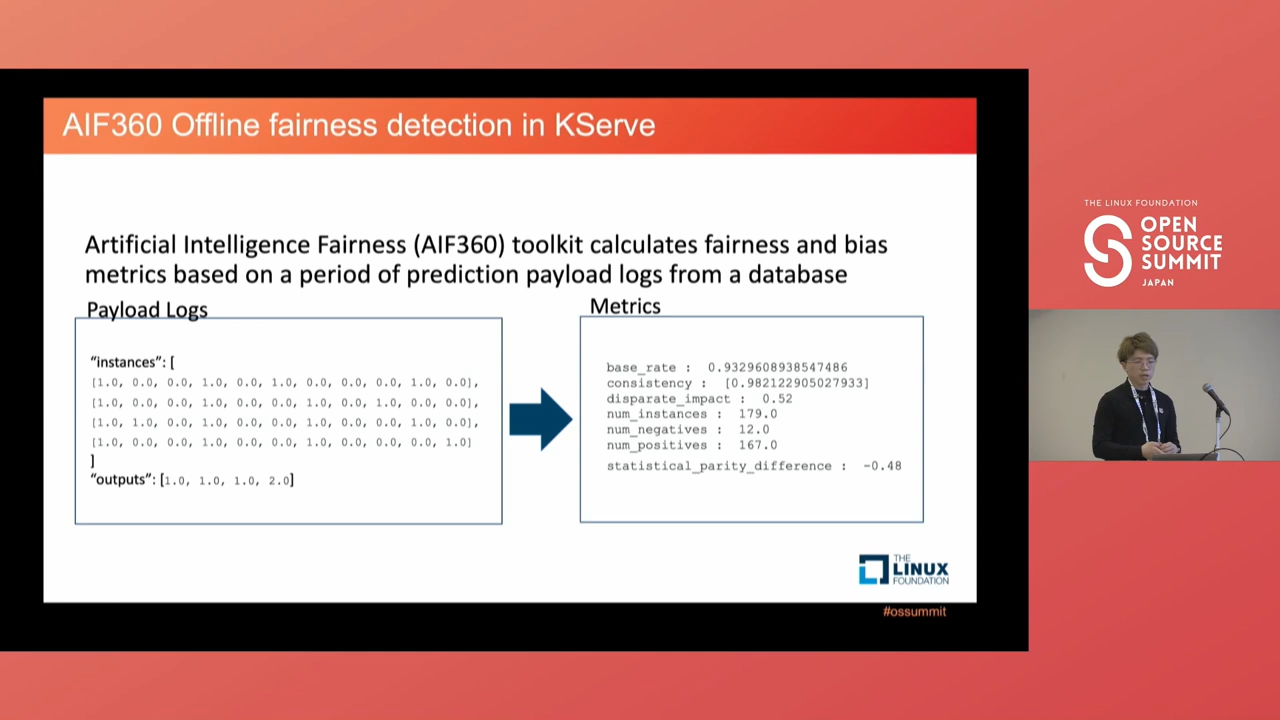 AIF360 Offline fairness detection in KServe
Artificial Intelligence Fairness (AIF360) toolkit calculates fairness and bias
metrics based on a period of prediction payload logs from a database
Payload Logs
“instances”: [
[1.0, 0.0, 0.0, 1.0, 0.0, 1.0, 0.0, 0.0, 0.0, 1.0, 0.0],
[1.0, 0.0, 0.0, 1.0, 0.0, 0.0, 1.0, 0.0, 1.0, 0.0, 0.0],
[1.0, 1.0, 0.0, 0.0, 0.0, 0.0, 1.0, 0.0, 0.0, 1.0, 0.0],
[1.0, 0.0, 0.0, 1.0, 0.0, 0.0, 1.0, 0.0, 0.0, 0.0, 1.0]
]
“outputs”: [1.0, 1.0, 1.0, 2.0]
Metrics
base_rate : 0.9329608938547486
consistency : [0.982122905027933]
disparate_impact : 0.52
num_instances : 179.0
num_negatives : 12.0
num_positives : 167.0
statistical_parity_difference : -0.48
THE
LINUX
FOUNDATION
#ossummit
THE LINUX FOUNDATION
OPEN
SOURCE
SUMMIT
JAPAN